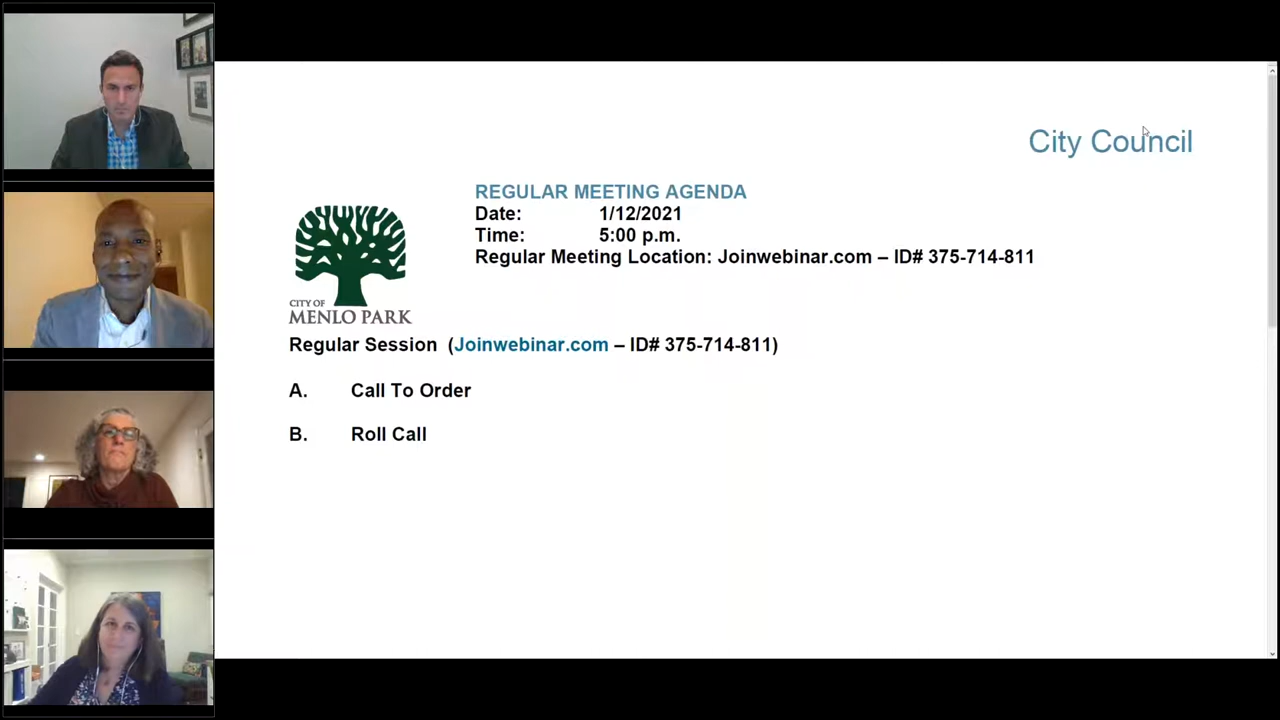 City Council
REGULAR MEETING AGENDA
Date: 1/12/2021
Time: 5:00 p.m.
Regular Meeting Location: Joinwebinar.com – ID# 375-714-811
CITY OF
MENLO PARK
Regular Session (Joinwebinar.com – ID# 375-714-811)
A. Call To Order
B. Roll Call